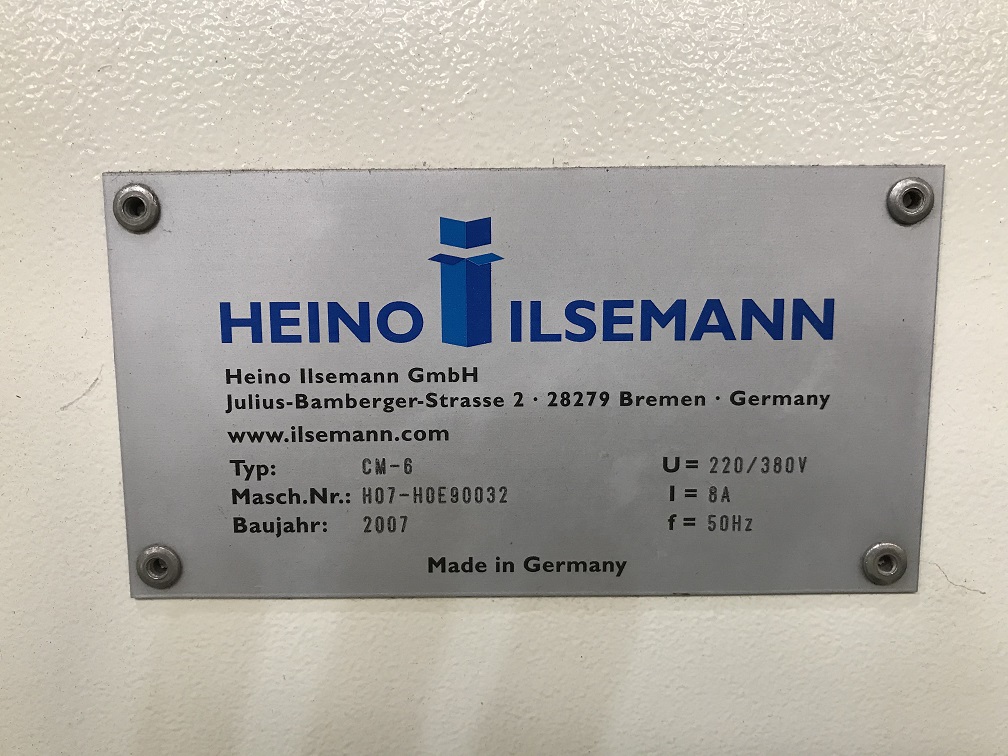 HEINO ILSEMANN
Heino Ilsemann GmbH
Julius-Bamberger-Strasse 2 · 28279 Bremen · Germany
www.ilsemann.com
Typ: CM-6 U= 220/380V
Masch.Nr.: H07-H0E90032 I = 8A
Baujahr: 2007 f = 50Hz
Made in Germany